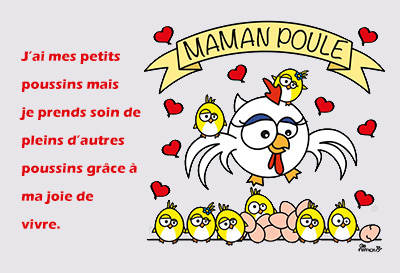 MAMAN POULE
J'ai mes petits
poussins mais
je prends soin de
pleins d'autres
poussins grâce à
ma joie de
vivre.